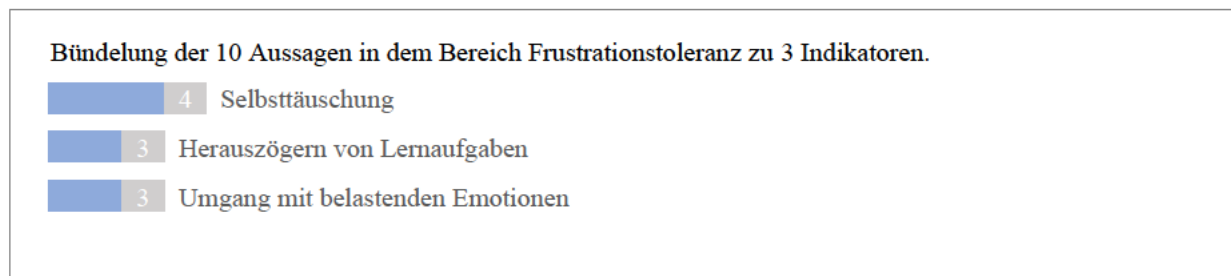 Bündelung der 10 Aussagen in dem Bereich Frustrationstoleranz zu 3 Indikatoren.
4 Selbsttäuschung
3 Herauszögern von Lernaufgaben
3 Umgang mit belastenden Emotionen